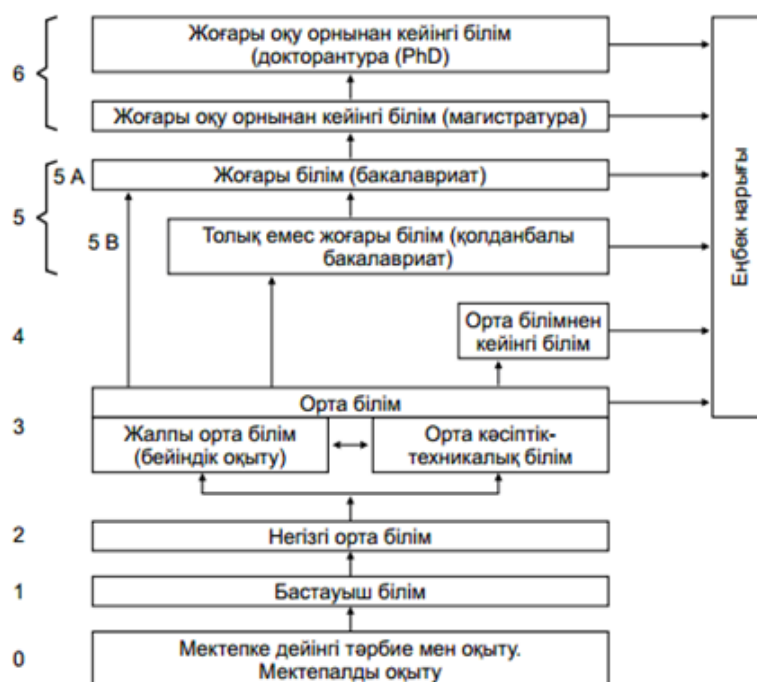 Жоғары оқу орнынан кейінгі білім
(докторантура (PhD)
6
Жоғары оқу орнынан кейінгі білім (магистратура)
5 А
Жоғары білім (бакалавриат)
5
5 В
Толық емес жоғары білім (қолданбалы
бакалавриат)
Еңбек нарығы
4
Орта білімнен
кейінгі білім
Орта білім
3
Жалпы орта білім
(бейіндік оқыту)
Орта кәсіптік-
техникалық білім
2
Негізгі орта білім
1
Бастауыш білім
0
Мектепке дейінгі тәрбие мен оқыту.
Мектепалды оқыту